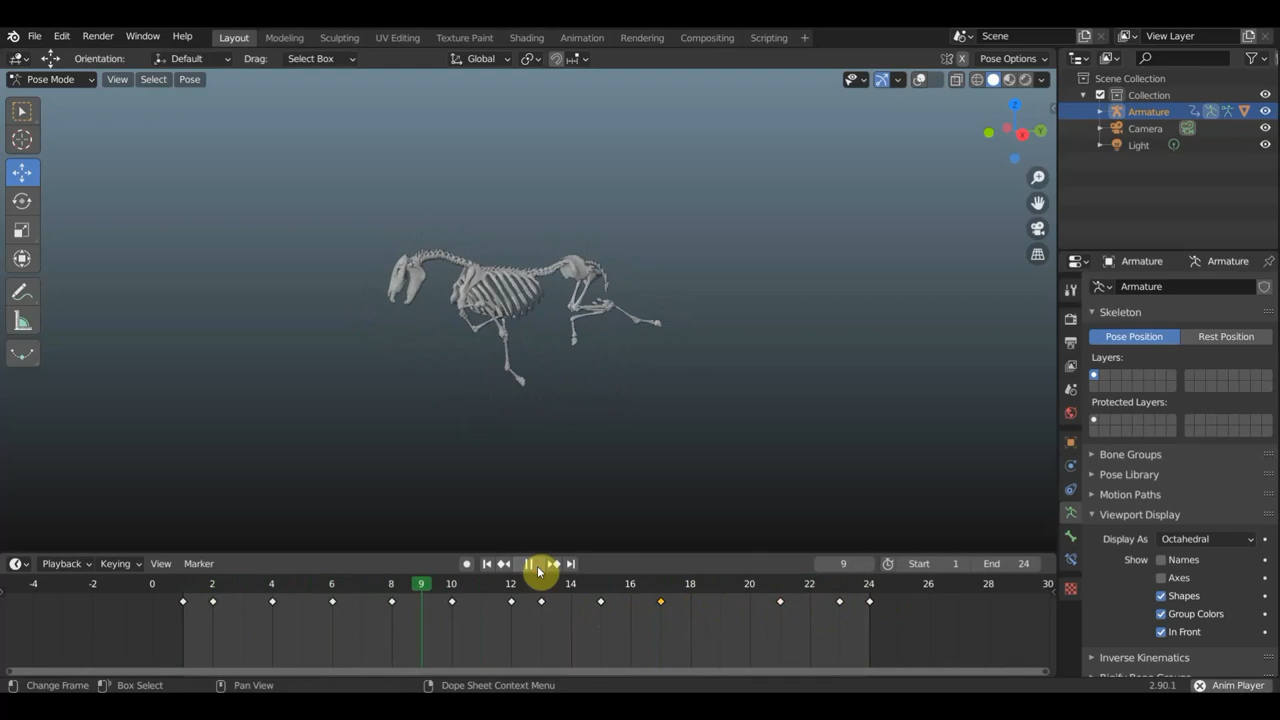 File Edit Render Window Help Layout Modeling Sculpting UV Editing Texture Paint Shading Animation Rendering Compositing Scripting + Scene View Layer
Orientation: Default Drag: Select Box Global X Pose Options
Pose Mode View Select Pose
Scene Collection
Collection
Armature
Camera
Light
Z
Y
X
Armature Armature
Armature
Skeleton
Pose Position Rest Position
Layers:
Protected Layers:
Bone Groups
Pose Library
Motion Paths
Viewport Display
Display As Octahedral
Show Names
Axes
Shapes
Group Colors
In Front
Inverse Kinematics
Playback Keying View Marker 9 Start 1 End 24
-4 -2 0 2 4 6 8 9 10 12 14 16 18 20 22 24 26 28 30
Change Frame Box Select Pan View Dope Sheet Context Menu 2.90.1 Anim Player